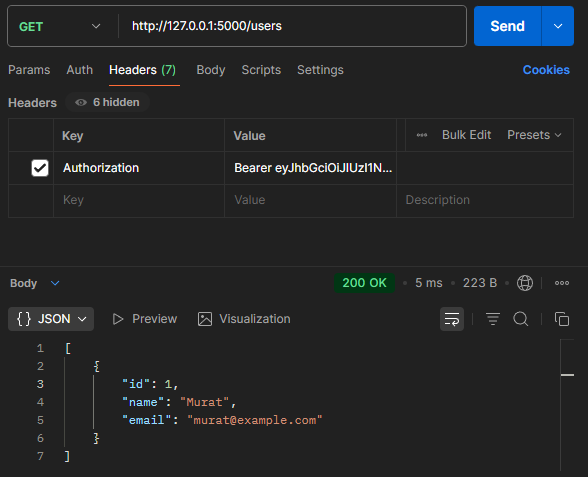 GET http://127.0.0.1:5000/users Send
Params Auth Headers (7) Body Scripts Settings Cookies
Headers 6 hidden
Key Value Bulk Edit Presets
Authorization Bearer eyJhbGciOiJIUzI1N...
Key Value Description
Body 200 OK 5 ms 223 B
{} JSON Preview Visualization
1 [
2 {
3 "id": 1,
4 "name": "Murat",
5 "email": "murat@example.com"
6 }
7 ]